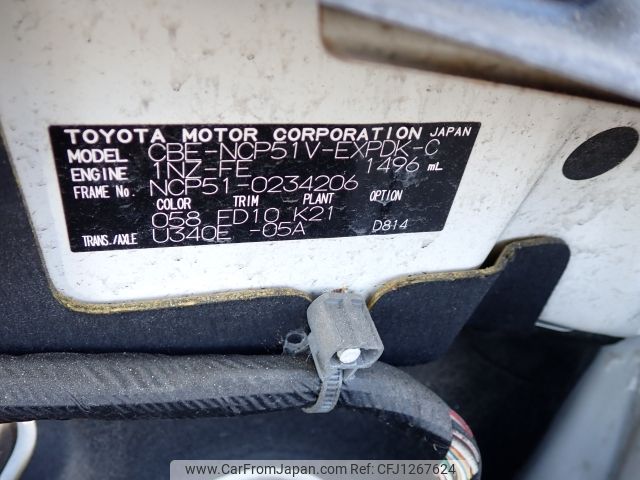 TOYOTA MOTOR CORPORATION JAPAN
MODEL CBE-NCP51V-EXPDK-C
ENGINE 1NZ-FE 1496 mL
FRAME No NCP51-0234206
COLOR TRIM PLANT OPTION
058 FD10 K21
TRANS./AXLE U340E -05A D814
www.CarFromJapan.com | Ref No. CFJ1267624